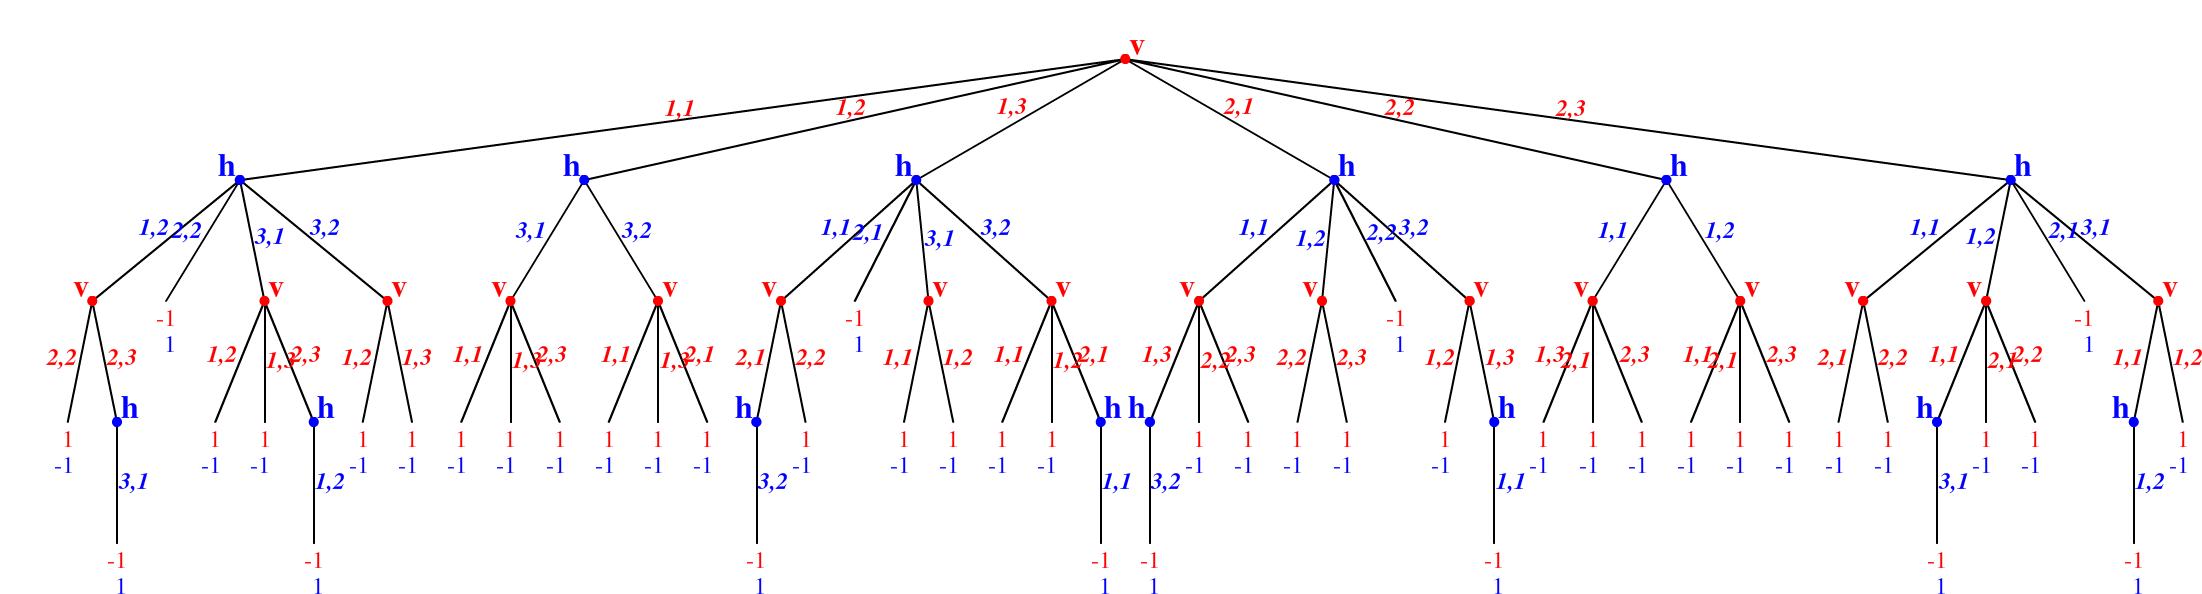 v
1,1 1,2 1,3 2,1 2,2 2,3
h h h h h h
1,2 2,2 3,1 3,2 3,1 3,2 1,1 2,1 3,1 3,2 1,1 1,2 2,2 3,2 1,1 1,2 1,1 1,2 2,1 3,1
v v v v v v v v v v v v v v v v
-1 -1 -1 -1
1 1 1 1
2,2 2,3 1,2 1,3 2,3 1,2 1,3 1,1 1,3 2,3 1,1 1,3 2,1 2,1 2,2 1,1 1,2 1,1 1,2 2,1 1,3 2,2 2,3 2,2 2,3 1,2 1,3 1,3 2,1 2,3 1,1 2,1 2,3 2,1 2,2 1,1 2,1 2,2 1,1 1,2
h h h h h h h h
1 1 1 1 1 1 1 1 1 1 1 1 1 1 1 1 1 1 1 1 1 1 1 1 1 1 1 1 1 1 1 1
-1 -1 -1 -1 -1 -1 -1 -1 -1 -1 -1 -1 -1 -1 -1 -1 -1 -1 -1 -1 -1 -1 -1 -1 -1 -1 -1 -1 -1 -1 -1 -1
3,1 1,2 3,2 1,1 3,2 1,1 3,1 1,2
-1 -1 -1 -1 -1 -1 -1 -1
1 1 1 1 1 1 1 1